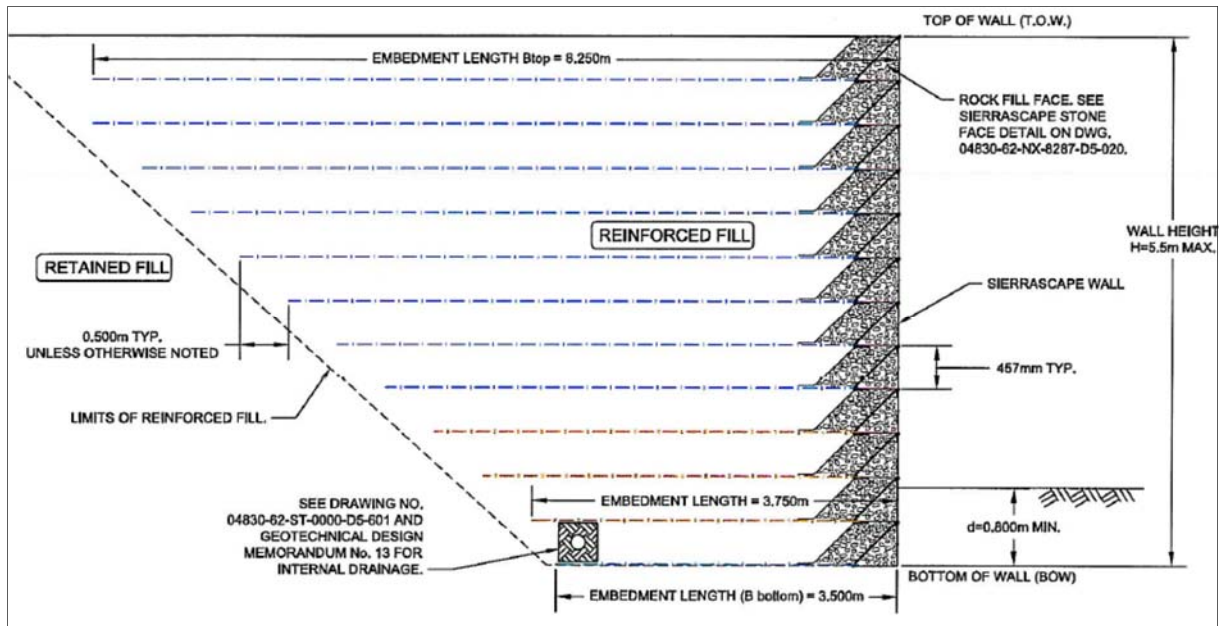 TOP OF WALL (T.O.W.)
EMBEDMENT LENGTH Btop = 8.250m
ROCK FILL FACE. SEE
SIERRASCAPE STONE
FACE DETAIL ON DWG.
04830-62-NX-8287-D5-020.
REINFORCED FILL
WALL HEIGHT
H=5.5m MAX.
RETAINED FILL
SIERRASCAPE WALL
0.500m TYP.
UNLESS OTHERWISE NOTED
457mm TYP.
LIMITS OF REINFORCED FILL.
SEE DRAWING NO.
04830-62-ST-0000-D5-601 AND
GEOTECHNICAL DESIGN
MEMORANDUM No. 13 FOR
INTERNAL DRAINAGE.
EMBEDMENT LENGTH = 3.750m
d=0.800m MIN.
BOTTOM OF WALL (BOW)
EMBEDMENT LENGTH (B bottom) = 3.500m